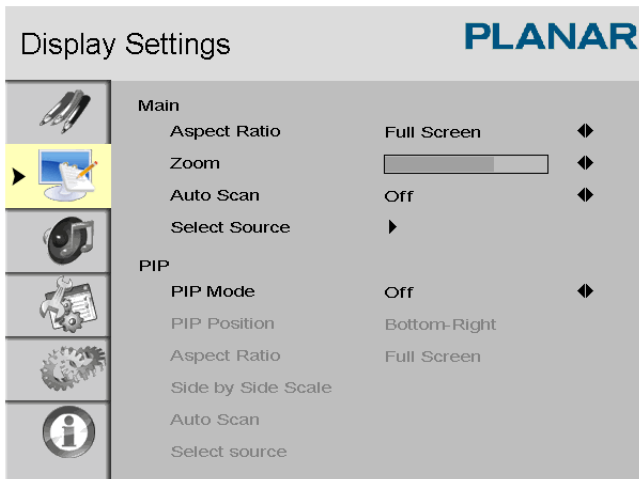 Display Settings PLANAR
Main
Aspect Ratio Full Screen
Zoom
Auto Scan Off
Select Source
PIP
PIP Mode Off
PIP Position Bottom-Right
Aspect Ratio Full Screen
Side by Side Scale
Auto Scan
Select source